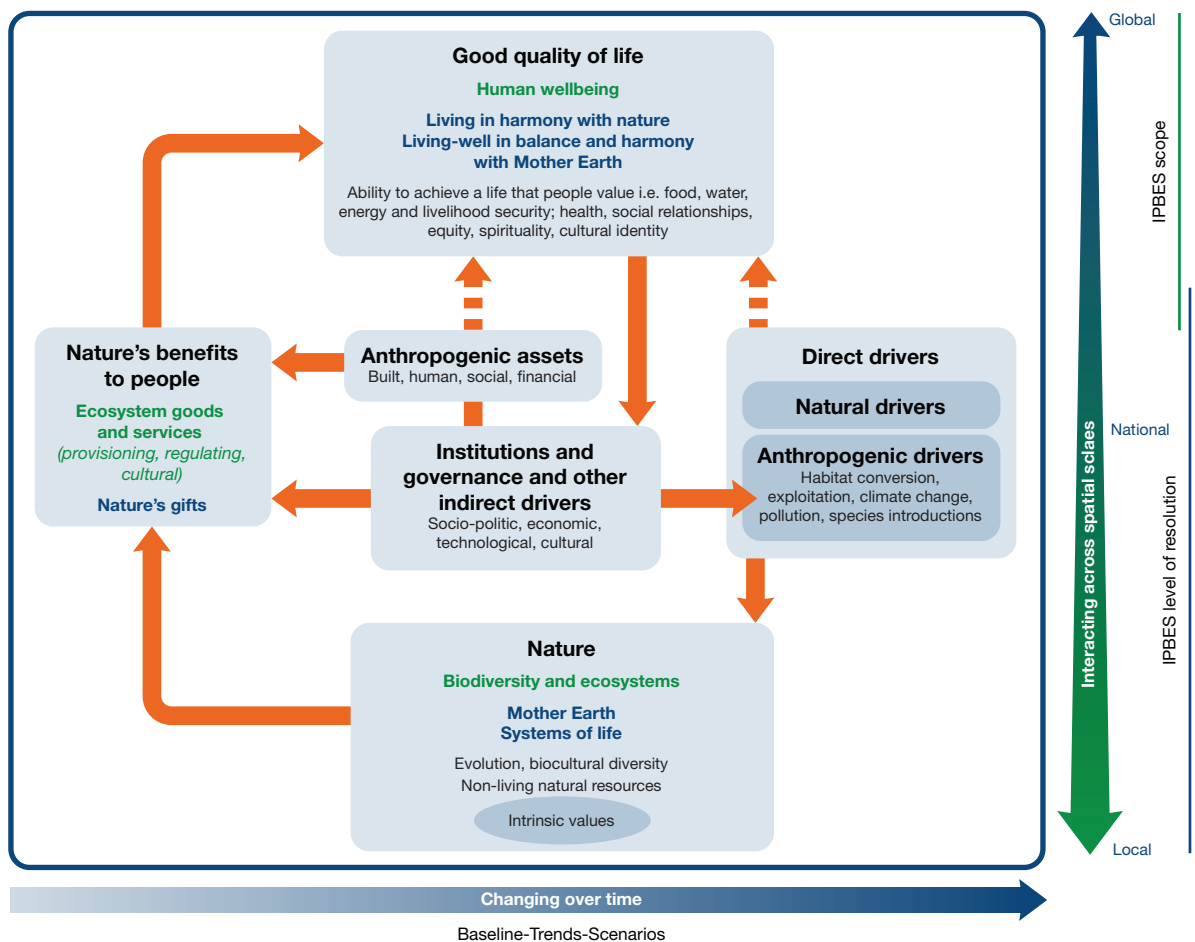 Good quality of life
Human wellbeing
Living in harmony with nature
Living-well in balance and harmony
with Mother Earth
Ability to achieve a life that people value i.e. food, water,
energy and livelihood security; health, social relationships,
equity, spirituality, cultural identity
Nature’s benefits
to people
Ecosystem goods
and services
(provisioning, regulating,
cultural)
Nature’s gifts
Anthropogenic assets
Built, human, social, financial
Institutions and
governance and other
indirect drivers
Socio-politic, economic,
technological, cultural
Direct drivers
Natural drivers
Anthropogenic drivers
Habitat conversion,
exploitation, climate change,
pollution, species introductions
Nature
Biodiversity and ecosystems
Mother Earth
Systems of life
Evolution, biocultural diversity
Non-living natural resources
Intrinsic values
Global
National
Local
Interacting across spatial sclaes
IPBES scope
IPBES level of resolution
Changing over time
Baseline-Trends-Scenarios